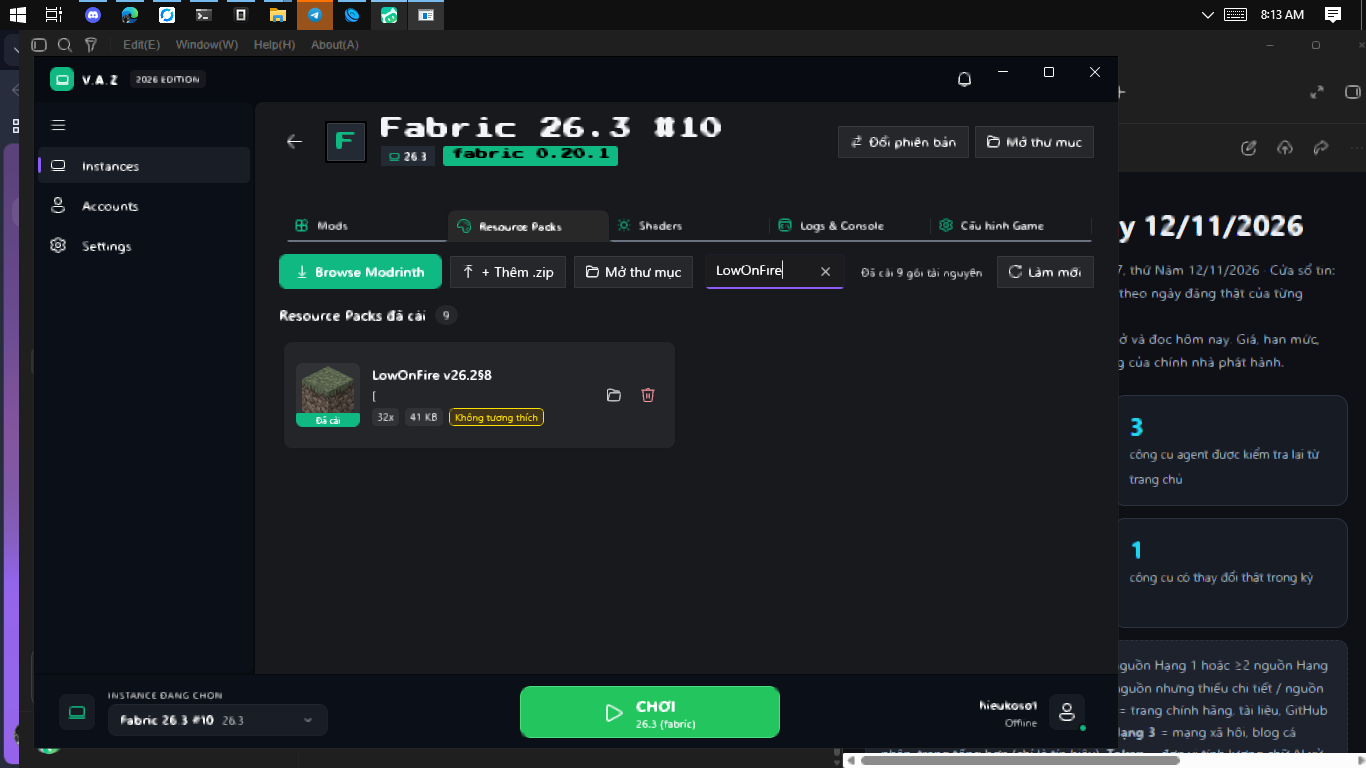 8:13 AM
Edit(E) Window(W) Help(H) About(A)
V.A.Z 2026 EDITION
Instances
Accounts
Settings
F
Fabric 26.3 #10
26.3 fabric 0.20.1
Đổi phiên bản
Mở thư mục
Mods
Resource Packs
Shaders
Logs & Console
Cấu hình Game
Browse Modrinth
+ Thêm .zip
Mở thư mục
LowOnFire
Đã cài 9 gói tài nguyên
Làm mới
Resource Packs đã cài 9
LowOnFire v26.2§8
[
Đã cài
32x 41 KB Không tương thích
INSTANCE ĐANG CHỌN
Fabric 26.3 #10 26.3
CHƠI
26.3 (fabric)
hieukoso1
Offline
y 12/11/2026
7, thứ Năm 12/11/2026 · Cửa sổ tin:
theo ngày đăng thật của từng
ở và đọc hôm nay. Giá, hạn mức,
của chính nhà phát hành.
3
công cụ agent được kiểm tra lại từ
trang chủ
1
công cụ có thay đổi thật trong kỳ
guồn Hạng 1 hoặc ≥2 nguồn Hạng
guồn nhưng thiếu chi tiết / nguồn
= trang chính hãng, tài liệu, GitHub
ạng 3 = mạng xã hội, blog cá